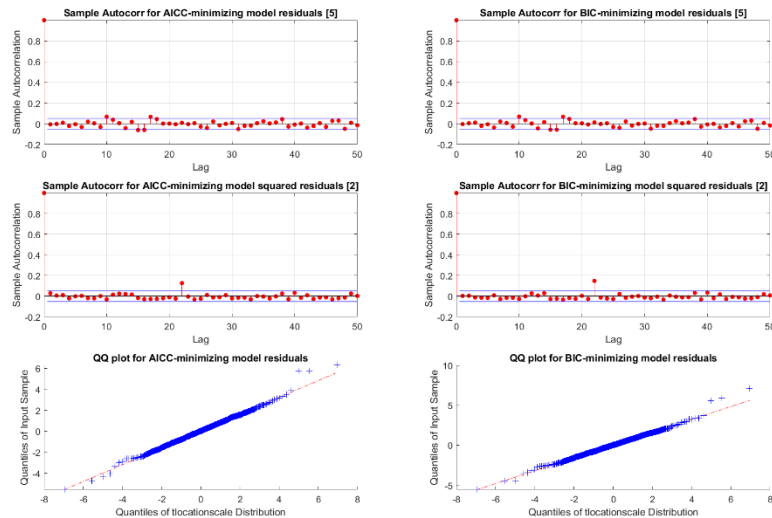 Sample Autocorr for AICC-minimizing model residuals [5]
Sample Autocorrelation
1
0.8
0.6
0.4
0.2
0
-0.2
0 10 20 30 40 50
Lag
Sample Autocorr for BIC-minimizing model residuals [5]
Sample Autocorrelation
1
0.8
0.6
0.4
0.2
0
-0.2
0 10 20 30 40 50
Lag
Sample Autocorr for AICC-minimizing model squared residuals [2]
Sample Autocorrelation
0.8
0.6
0.4
0.2
0
-0.2
0 10 20 30 40 50
Lag
Sample Autocorr for BIC-minimizing model squared residuals [2]
Sample Autocorrelation
0.8
0.6
0.4
0.2
0
-0.2
0 10 20 30 40 50
Lag
QQ plot for AICC-minimizing model residuals
Quantiles of Input Sample
6
4
2
0
-2
-4
-8 -6 -4 -2 0 2 4 6 8
Quantiles of tlocationscale Distribution
QQ plot for BIC-minimizing model residuals
Quantiles of Input Sample
10
5
0
-5
-8 -6 -4 -2 0 2 4 6 8
Quantiles of tlocationscale Distribution